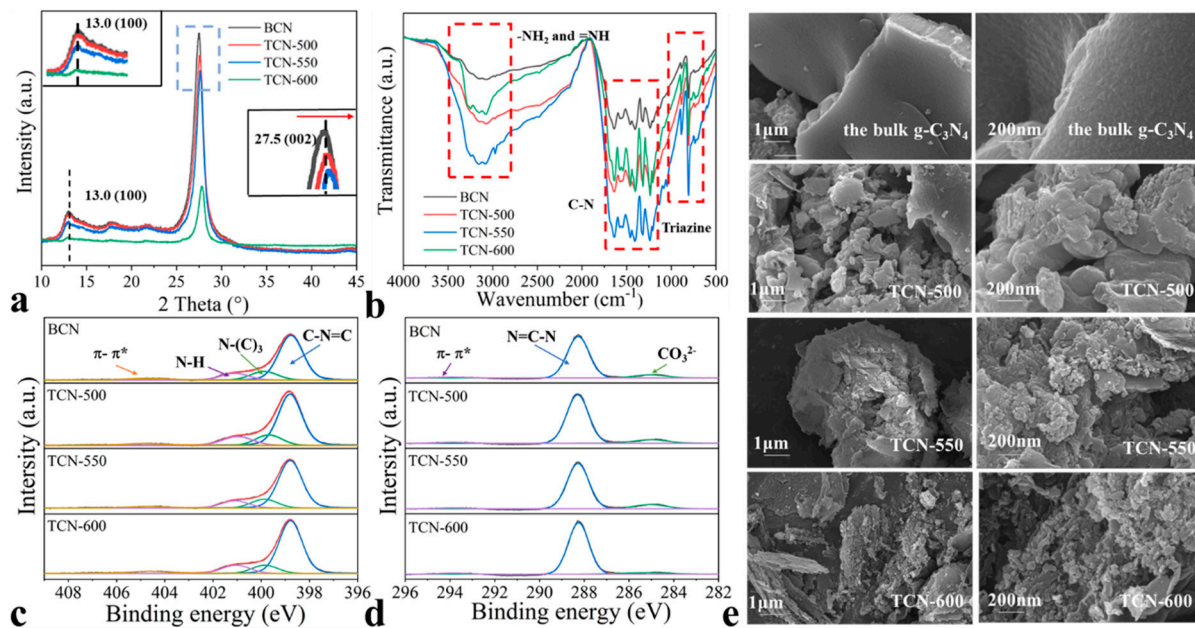 13.0 (100)
BCN
TCN-500
TCN-550
TCN-600
27.5 (002)
13.0 (100)
Intensity (a.u.)
10 15 20 25 30 35 40 45
2 Theta (°)
a
-NH2 and =NH
BCN
TCN-500
TCN-550
TCN-600
C-N
Triazine
Transmittance (a.u.)
4000 3500 3000 2500 2000 1500 1000 500
Wavenumber (cm-1)
b
BCN
π- π*
N-H
N-(C)3
C-N=C
TCN-500
TCN-550
TCN-600
Intersity (a.u.)
408 406 404 402 400 398 396
Binding energy (eV)
c
BCN
π- π*
N=C-N
CO32-
TCN-500
TCN-550
TCN-600
Intersity (a.u.)
296 294 292 290 288 286 284 282
Binding energy (eV)
d
1μm
the bulk g-C3N4
200nm
the bulk g-C3N4
1μm
TCN-500
200nm
TCN-500
1μm
TCN-550
200nm
TCN-550
1μm
TCN-600
200nm
TCN-600
e